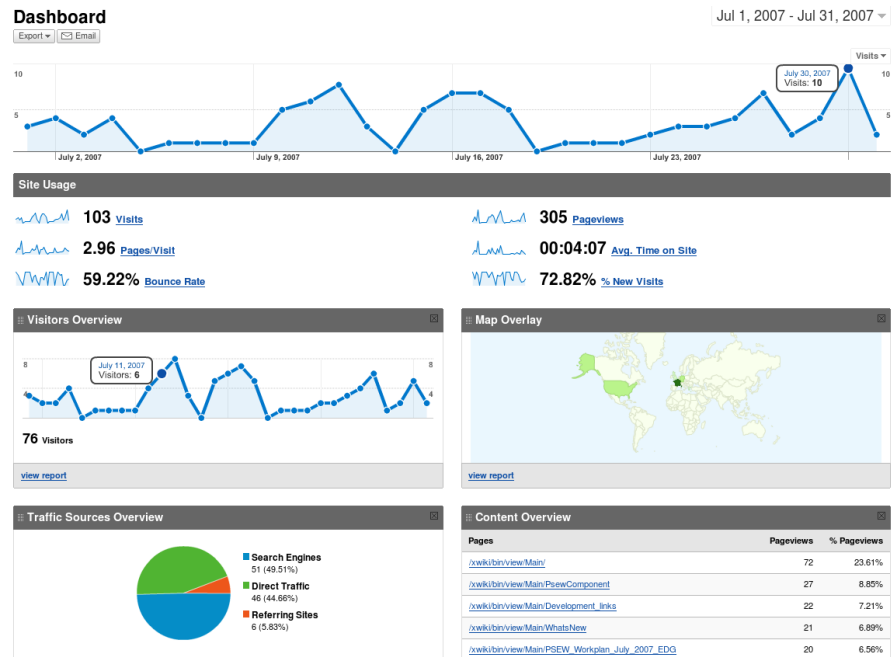 Dashboard
Jul 1, 2007 - Jul 31, 2007
Export
Email
Visits
10
10
July 30, 2007
Visits: 10
5
5
July 2, 2007
July 9, 2007
July 16, 2007
July 23, 2007
Site Usage
103 Visits
305 Pageviews
2.96 Pages/Visit
00:04:07 Avg. Time on Site
59.22% Bounce Rate
72.82% % New Visits
Visitors Overview
8
8
July 11, 2007
Visitors: 6
4
4
76 Visitors
view report
Map Overlay
view report
Traffic Sources Overview
Search Engines
51 (49.51%)
Direct Traffic
46 (44.66%)
Referring Sites
6 (5.83%)
Content Overview
Pages Pageviews % Pageviews
/xwiki/bin/view/Main/ 72 23.61%
/xwiki/bin/view/Main/PsewComponent 27 8.85%
/xwiki/bin/view/Main/Development_links 22 7.21%
/xwiki/bin/view/Main/WhatsNew 21 6.89%
/xwiki/bin/view/Main/PSEW_Workplan_July_2007_EDG 20 6.56%